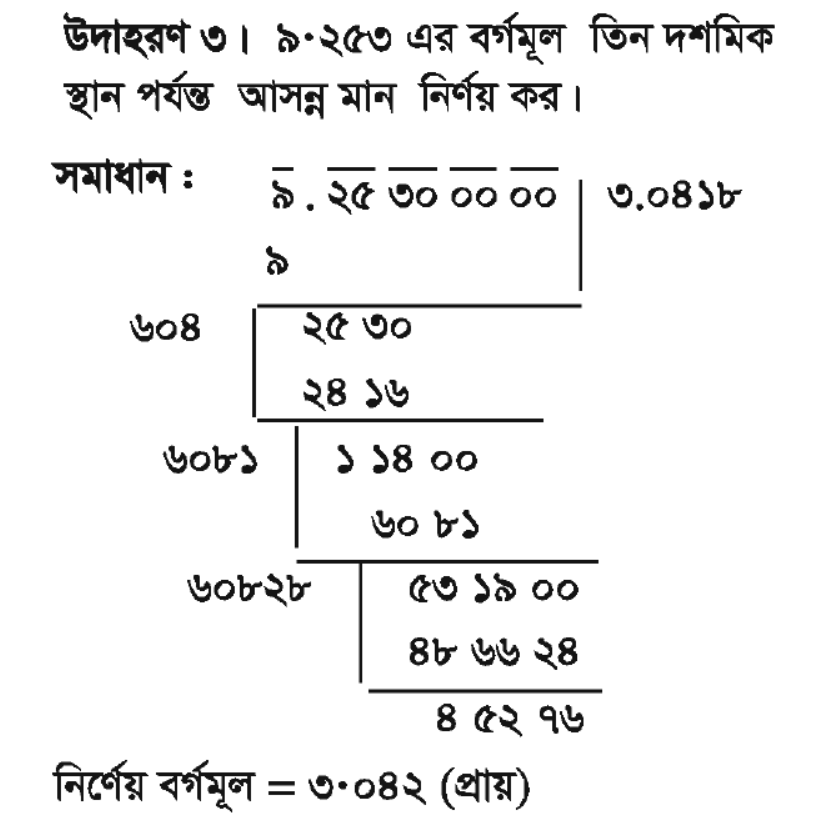 উদাহরণ ৩। ৯·২৫৩ এর বর্গমূল তিন দশমিক
স্থান পর্যন্ত আসন্ন মান নির্ণয় কর।
সমাধান : ৯ . ২৫ ৩০ ০০ ০০ ৩.০৪১৮
৯
৬০৪ ২৫ ৩০
২৪ ১৬
৬০৮১ ১ ১৪ ০০
৬০ ৮১
৬০৮২৮ ৫৩ ১৯ ০০
৪৮ ৬৬ ২৪
৪ ৫২ ৭৬
নির্ণেয় বর্গমূল = ৩·০৪২ (প্রায়)